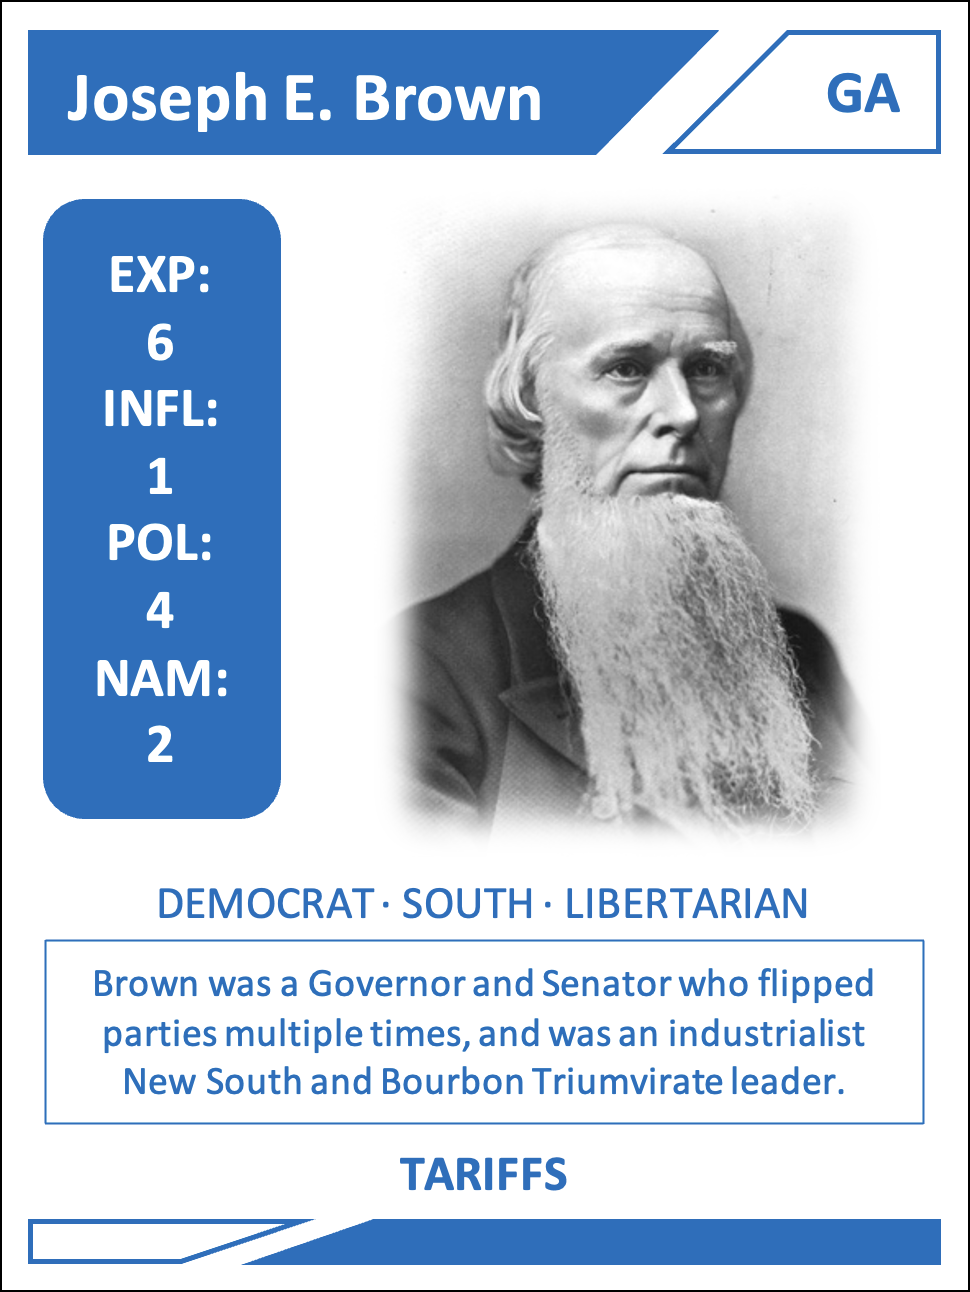 Joseph E. Brown
GA
EXP:
6
INFL:
1
POL:
4
NAM:
2
DEMOCRAT · SOUTH · LIBERTARIAN
Brown was a Governor and Senator who flipped
parties multiple times, and was an industrialist
New South and Bourbon Triumvirate leader.
TARIFFS